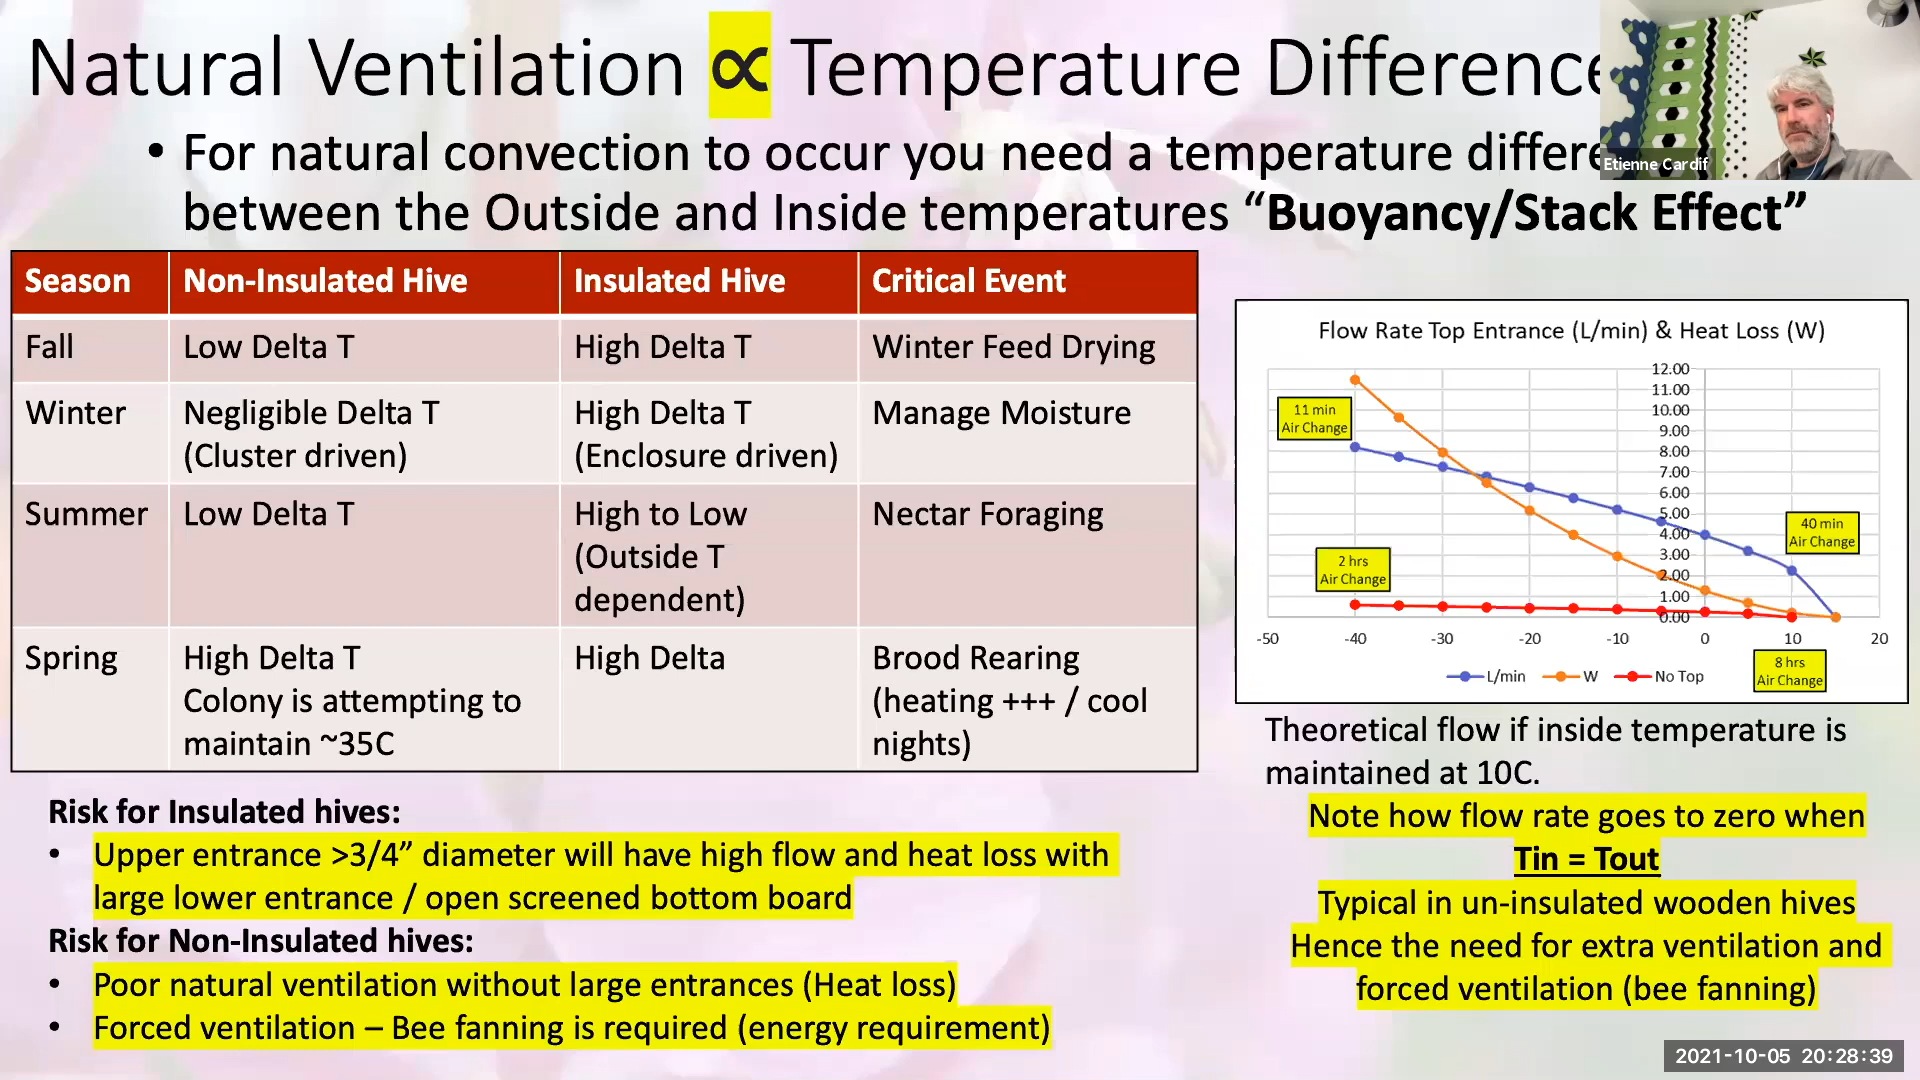 Natural Ventilation ∝ Temperature Difference
• For natural convection to occur you need a temperature differe
between the Outside and Inside temperatures “Buoyancy/Stack Effect”
Etienne Cardif
Season Non-Insulated Hive Insulated Hive Critical Event
Fall Low Delta T High Delta T Winter Feed Drying
Winter Negligible Delta T High Delta T Manage Moisture
(Cluster driven) (Enclosure driven)
Summer Low Delta T High to Low Nectar Foraging
(Outside T
dependent)
Spring High Delta T High Delta Brood Rearing
Colony is attempting to (heating +++ / cool
maintain ~35C nights)
Risk for Insulated hives:
• Upper entrance >3/4” diameter will have high flow and heat loss with
large lower entrance / open screened bottom board
Risk for Non-Insulated hives:
• Poor natural ventilation without large entrances (Heat loss)
• Forced ventilation – Bee fanning is required (energy requirement)
Flow Rate Top Entrance (L/min) & Heat Loss (W)
12.00
11.00
10.00
9.00
8.00
7.00
6.00
5.00
4.00
3.00
2.00
1.00
0.00
11 min
Air Change
40 min
Air Change
2 hrs
Air Change
-50 -40 -30 -20 -10 0 10 20
L/min W No Top
8 hrs
Air Change
Theoretical flow if inside temperature is
maintained at 10C.
Note how flow rate goes to zero when
Tin = Tout
Typical in un-insulated wooden hives
Hence the need for extra ventilation and
forced ventilation (bee fanning)
2021-10-05 20:28:39